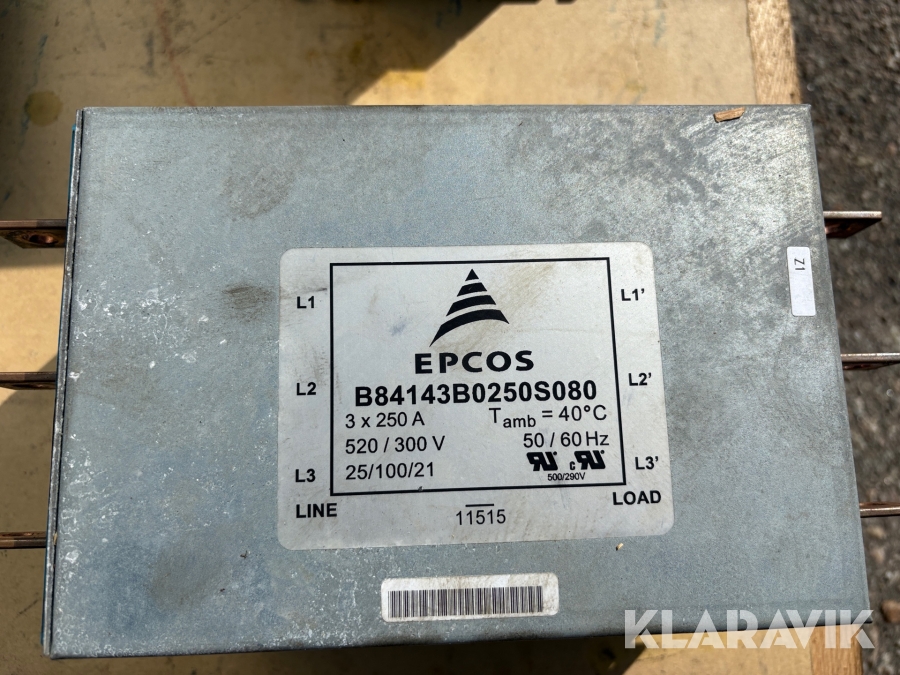 L1
L1'
EPCOS
B84143B0250S080
L2
L2'
3 x 250 A
Tamb = 40°C
520 / 300 V
50 / 60 Hz
L3
L3'
25/100/21
500/290V
LINE
LOAD
11515
Z1
KLARAVIK